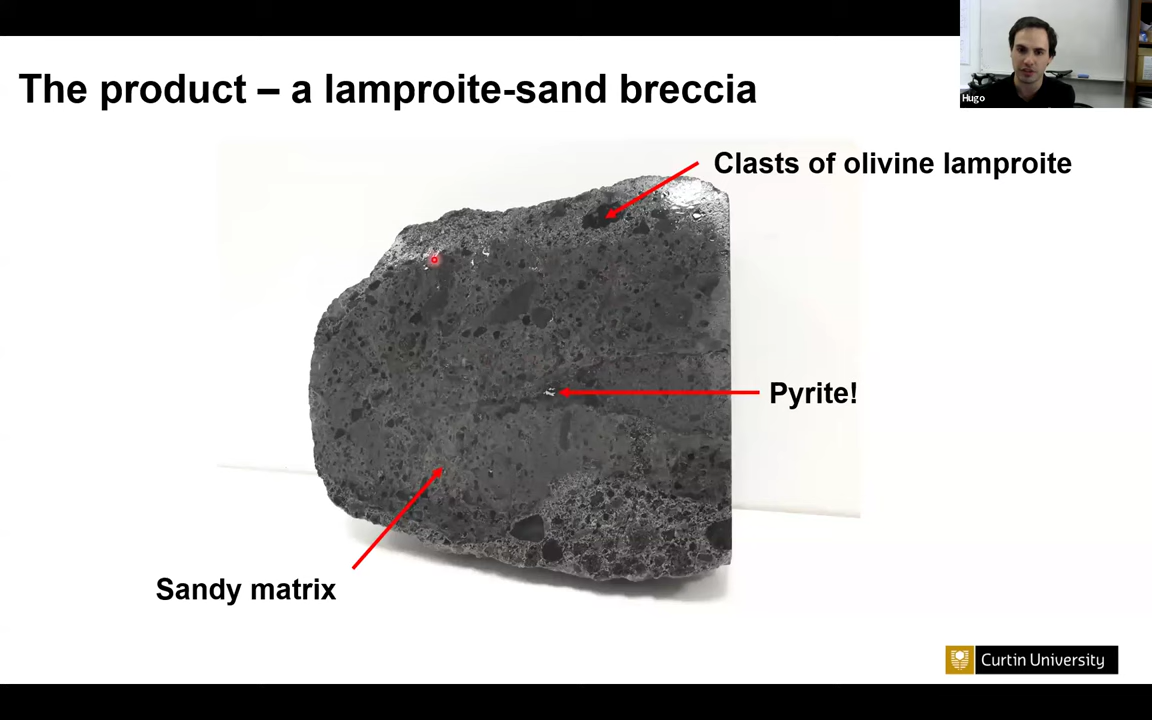 The product – a lamproite-sand breccia
Hugo
Clasts of olivine lamproite
Pyrite!
Sandy matrix
Curtin University